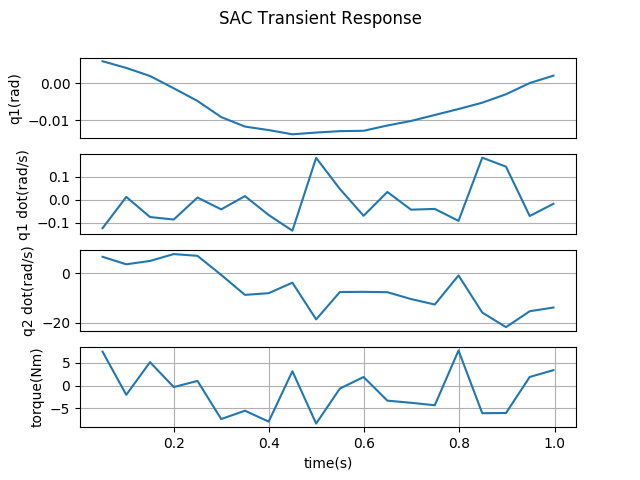 SAC Transient Response
q1(rad)
0.00
−0.01
q1 dot(rad/s)
0.1
0.0
−0.1
q2 dot(rad/s)
0
−20
torque(Nm)
5
0
−5
0.2 0.4 0.6 0.8 1.0
time(s)